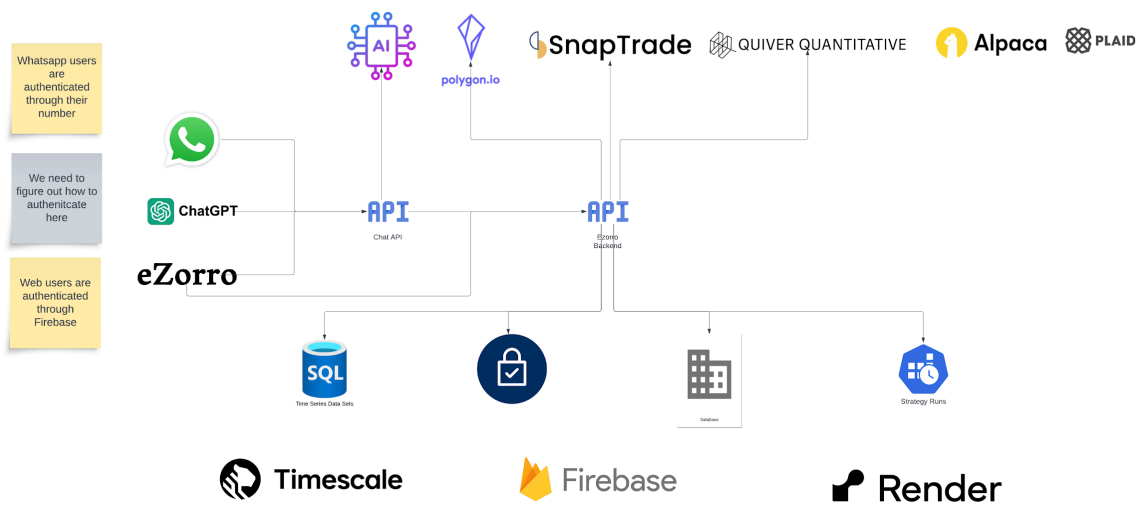 AI
polygon.io
SnapTrade
QUIVER QUANTITATIVE
Alpaca
PLAID
Whatsapp users
are
authenticated
through their
number
We need to
figure out how to
authenitcate
here
Web users are
authenticated
through
Firebase
ChatGPT
eZorro
API
Chat API
API
Ezorro
Backend
SQL
Time Series Data Sets
Database
Strategy Runs
Timescale
Firebase
Render